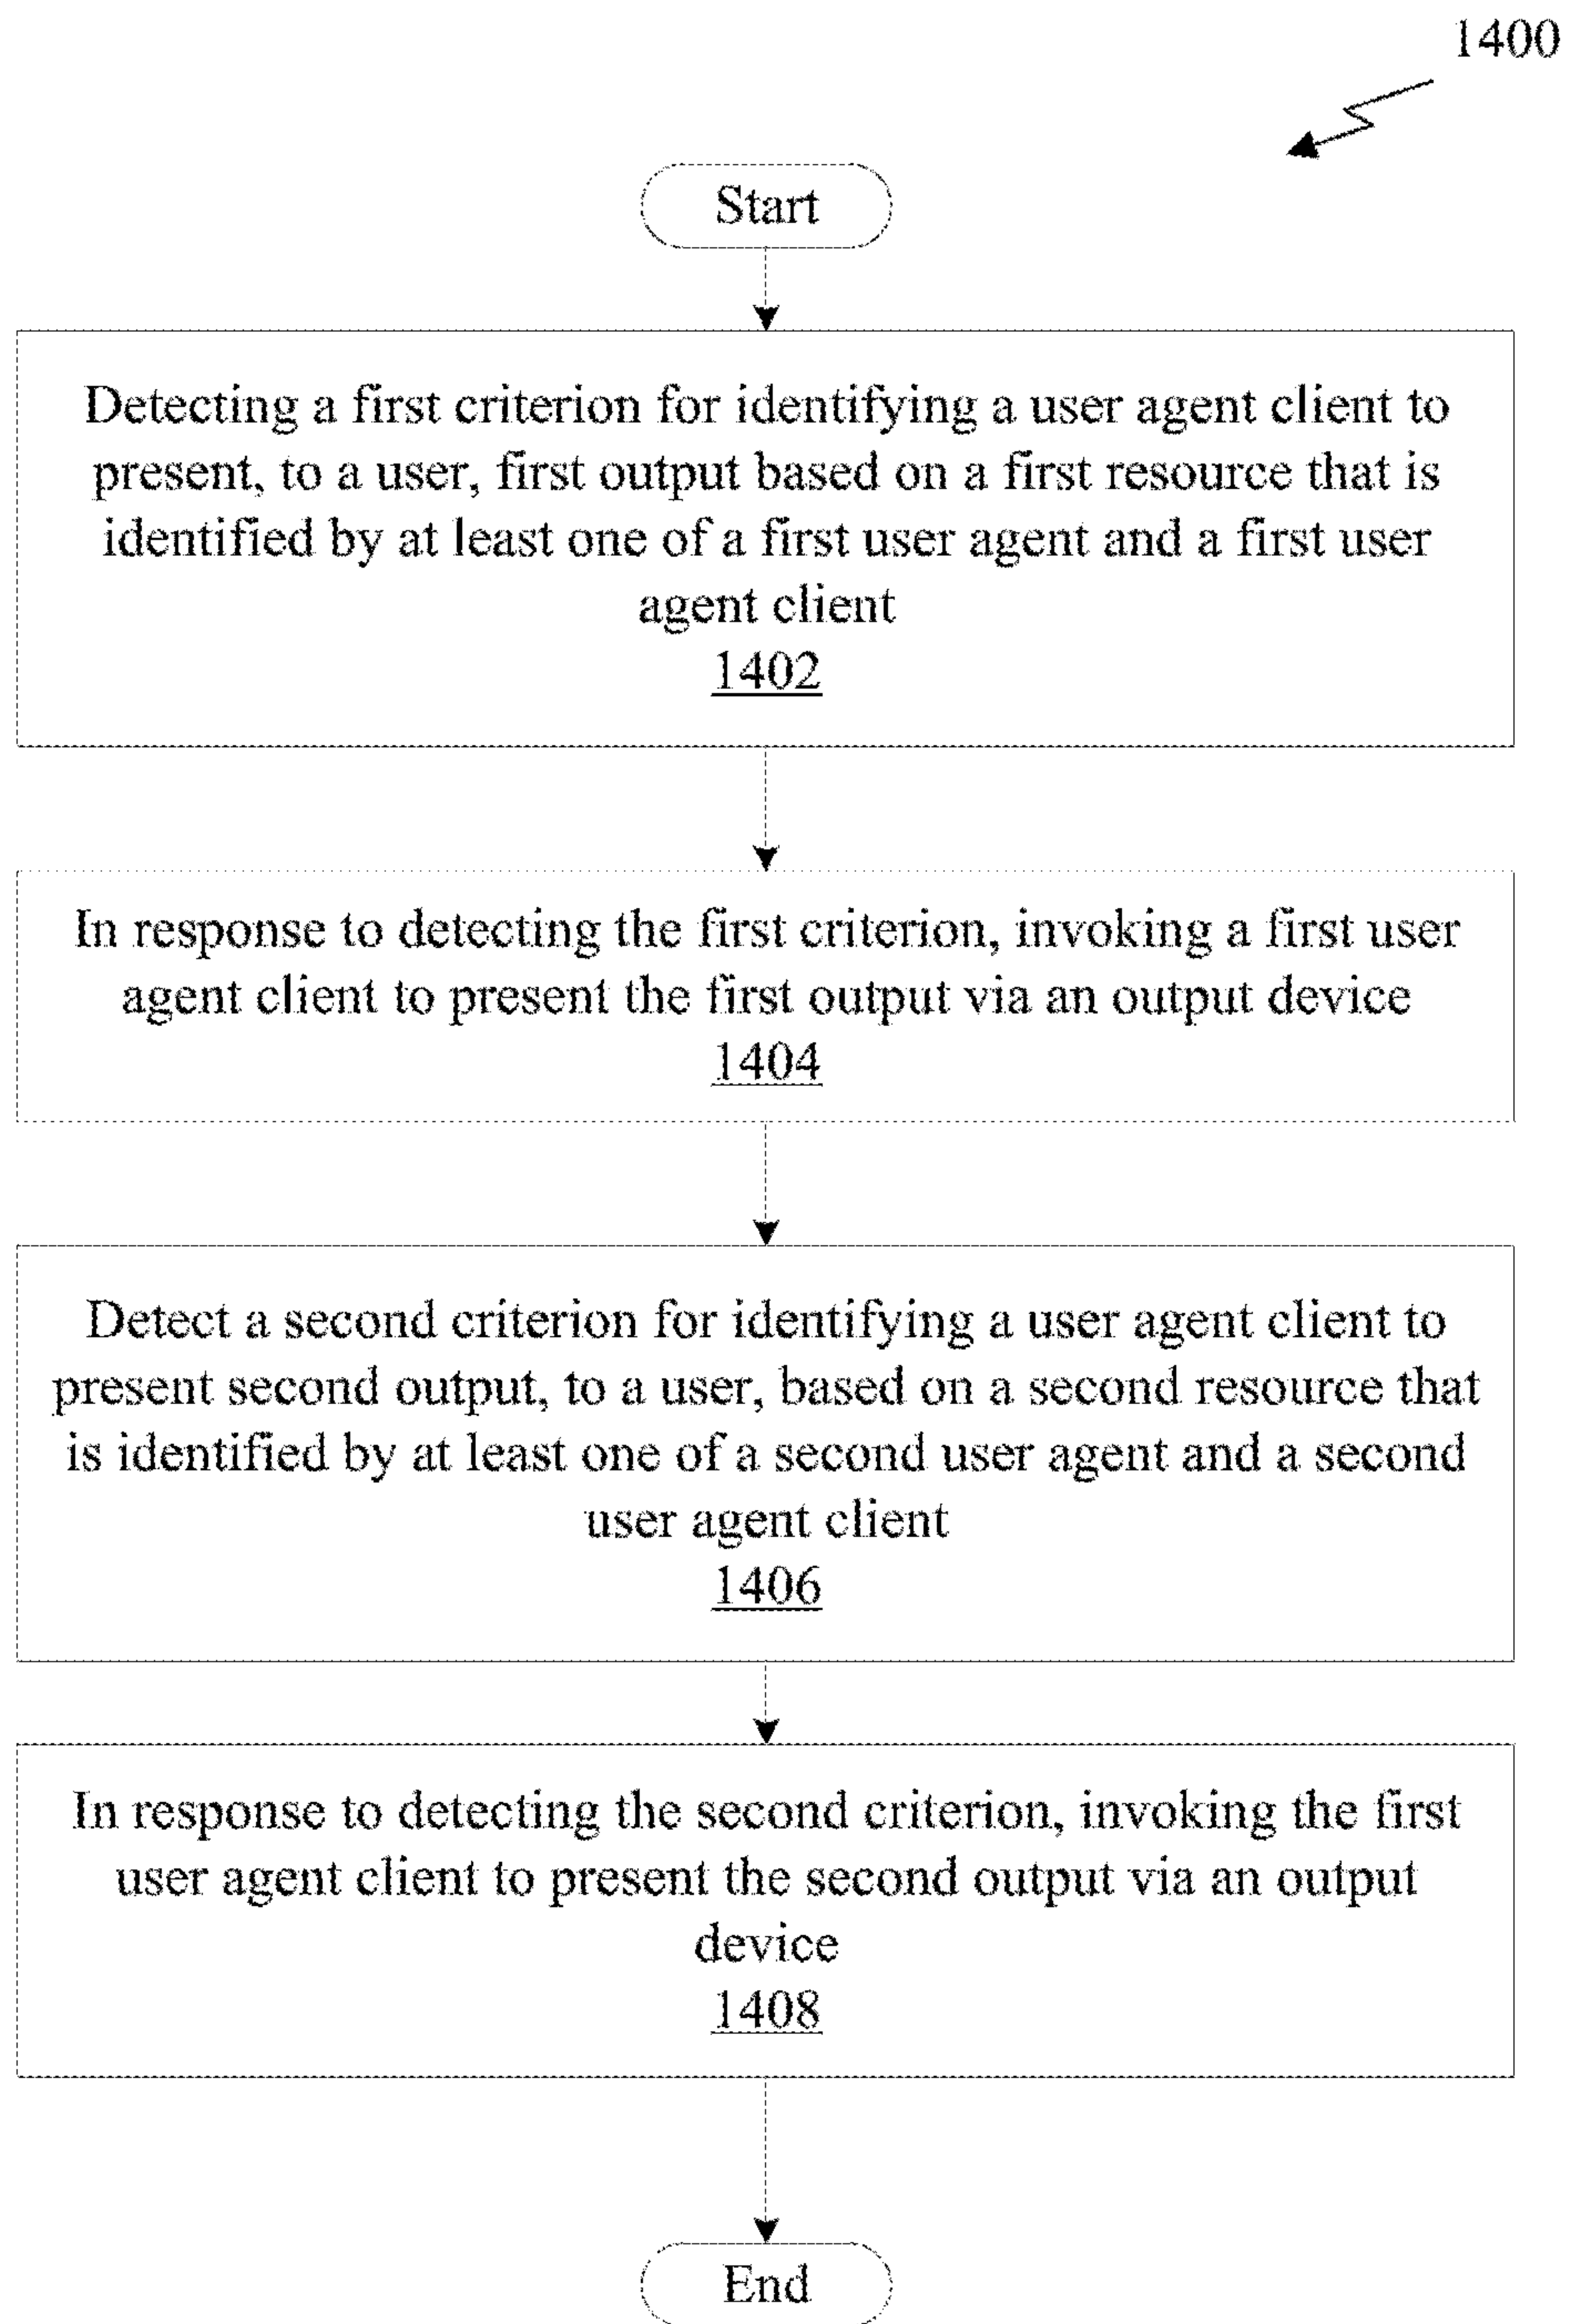 1400
Start
Detecting a first criterion for identifying a user agent client to
present, to a user, first output based on a first resource that is
identified by at least one of a first user agent and a first user
agent client
1402
In response to detecting the first criterion, invoking a first user
agent client to present the first output via an output device
1404
Detect a second criterion for identifying a user agent client to
present second output, to a user, based on a second resource that
is identified by at least one of a second user agent and a second
user agent client
1406
In response to detecting the second criterion, invoking the first
user agent client to present the second output via an output
device
1408
End